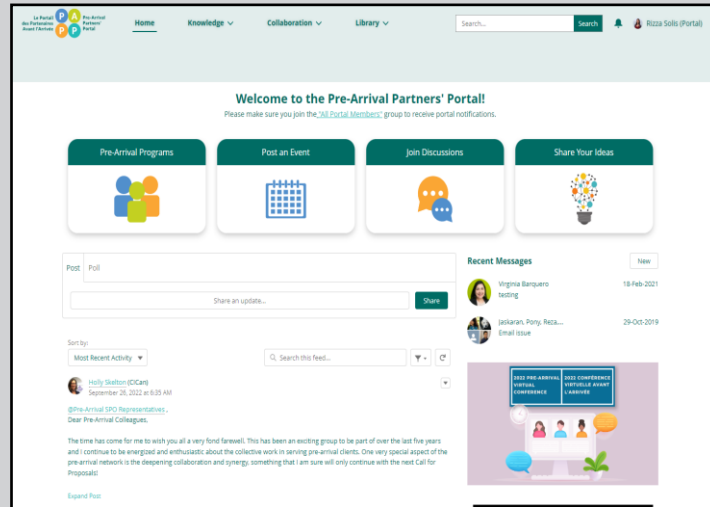 Le Portail
des Partenaires
Avant l'Arrivée
P A
P P
Pre-Arrival
Partners'
Portal
Home
Knowledge
Collaboration
Library
Search...
Search
Rizza Solis (Portal)
Welcome to the Pre-Arrival Partners' Portal!
Please make sure you join the "All Portal Members" group to receive portal notifications.
Pre-Arrival Programs
Post an Event
Join Discussions
Share Your Ideas
Post
Poll
Share an update...
Share
Sort by:
Most Recent Activity
Search this feed...
Holly Skelton (CICan)
September 28, 2022 at 6:35 AM
@Pre-Arrival SPO Representatives ,
Dear Pre-Arrival Colleagues,
The time has come for me to wish you all a very fond farewell. This has been an exciting group to be part of over the last five years
and I continue to be energized and enthusiastic about the collective work in serving pre-arrival clients. One very special aspect of the
pre-arrival network is the deepening collaboration and synergy, something that I am sure will only continue with the next Call for
Proposals!
Expand Post
Recent Messages
New
Virginia Barquero
18-Feb-2021
testing
Jaskaran, Pony, Reza,...
29-Oct-2019
Email issue
2022 PRE-ARRIVAL
VIRTUAL
CONFERENCE
2022 CONFÉRENCE
VIRTUELLE AVANT
L'ARRIVÉE